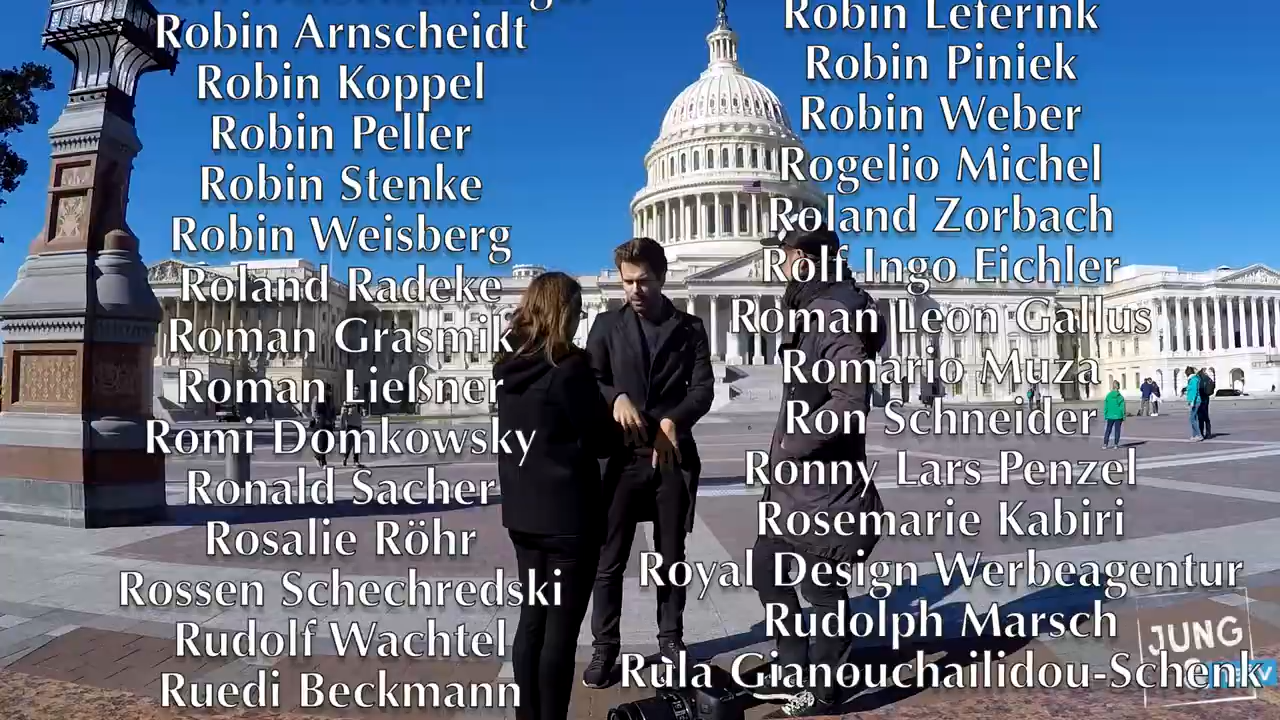 Robin Arnscheidt
Robin Koppel
Robin Peller
Robin Stenke
Robin Weisberg
Roland Radeke
Roman Grasmik
Roman Ließner
Romi Domkowsky
Ronald Sacher
Rosalie Röhr
Rossen Schechredski
Rudolf Wachtel
Ruedi Beckmann
Robin Leferink
Robin Piniek
Robin Weber
Rogelio Michel
Roland Zorbach
Rolf Ingo Eichler
Roman Leon Gallus
Romario Muza
Ron Schneider
Ronny Lars Penzel
Rosemarie Kabiri
Royal Design Werbeagentur
Rudolph Marsch
Rùla Gianouchailidou-Schenk
JUNG